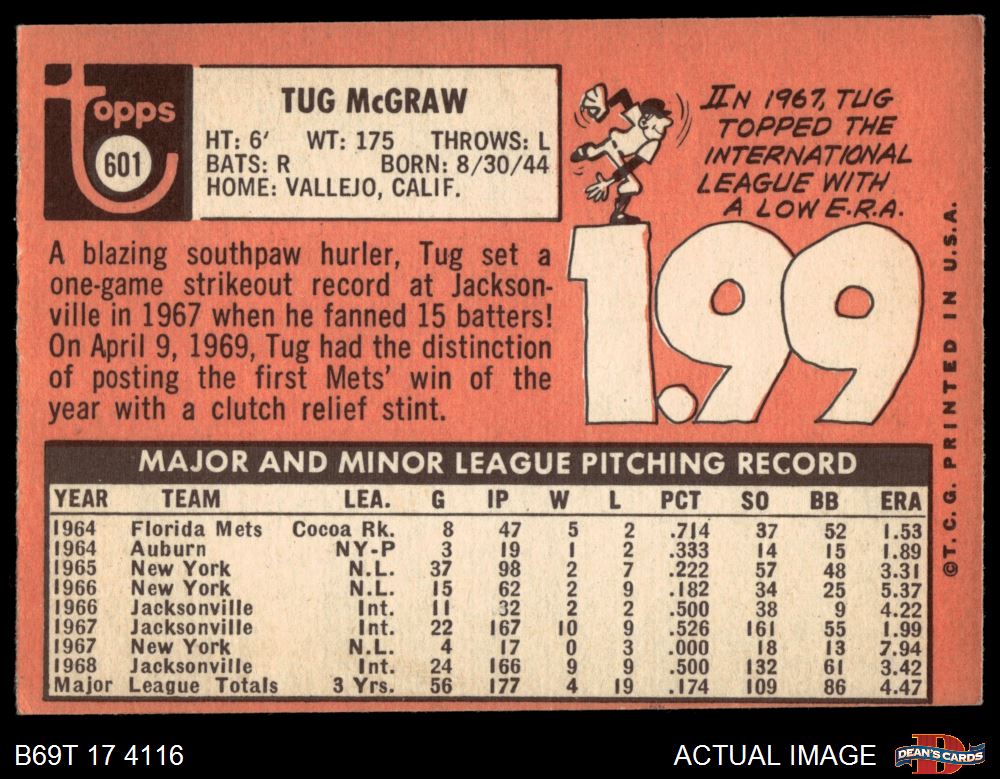 topps
601
TUG McGRAW
HT: 6' WT: 175 THROWS: L
BATS: R BORN: 8/30/44
HOME: VALLEJO, CALIF.
IN 1967, TUG
TOPPED THE
INTERNATIONAL
LEAGUE WITH
A LOW E.R.A.
1.99
A blazing southpaw hurler, Tug set a
one-game strikeout record at Jackson-
ville in 1967 when he fanned 15 batters!
On April 9, 1969, Tug had the distinction
of posting the first Mets' win of the
year with a clutch relief stint.
MAJOR AND MINOR LEAGUE PITCHING RECORD
YEAR TEAM LEA. G IP W L PCT SO BB ERA
1964 Florida Mets Cocoa Rk. 8 47 5 2 .714 37 52 1.53
1964 Auburn NY-P 3 19 1 2 .333 14 15 1.89
1965 New York N.L. 37 98 2 7 .222 57 48 3.31
1966 New York N.L. 15 62 2 9 .182 34 25 5.37
1966 Jacksonville Int. 11 32 2 2 .500 38 9 4.22
1967 Jacksonville Int. 22 167 10 9 .526 161 55 1.99
1967 New York N.L. 4 17 0 3 .000 18 13 7.94
1968 Jacksonville Int. 24 166 9 9 .500 132 61 3.42
Major League Totals 3 Yrs. 56 177 4 19 .174 109 86 4.47
©T.C.G. PRINTED IN U.S.A.
B69T 17 4116
ACTUAL IMAGE
DEAN'S CARDS